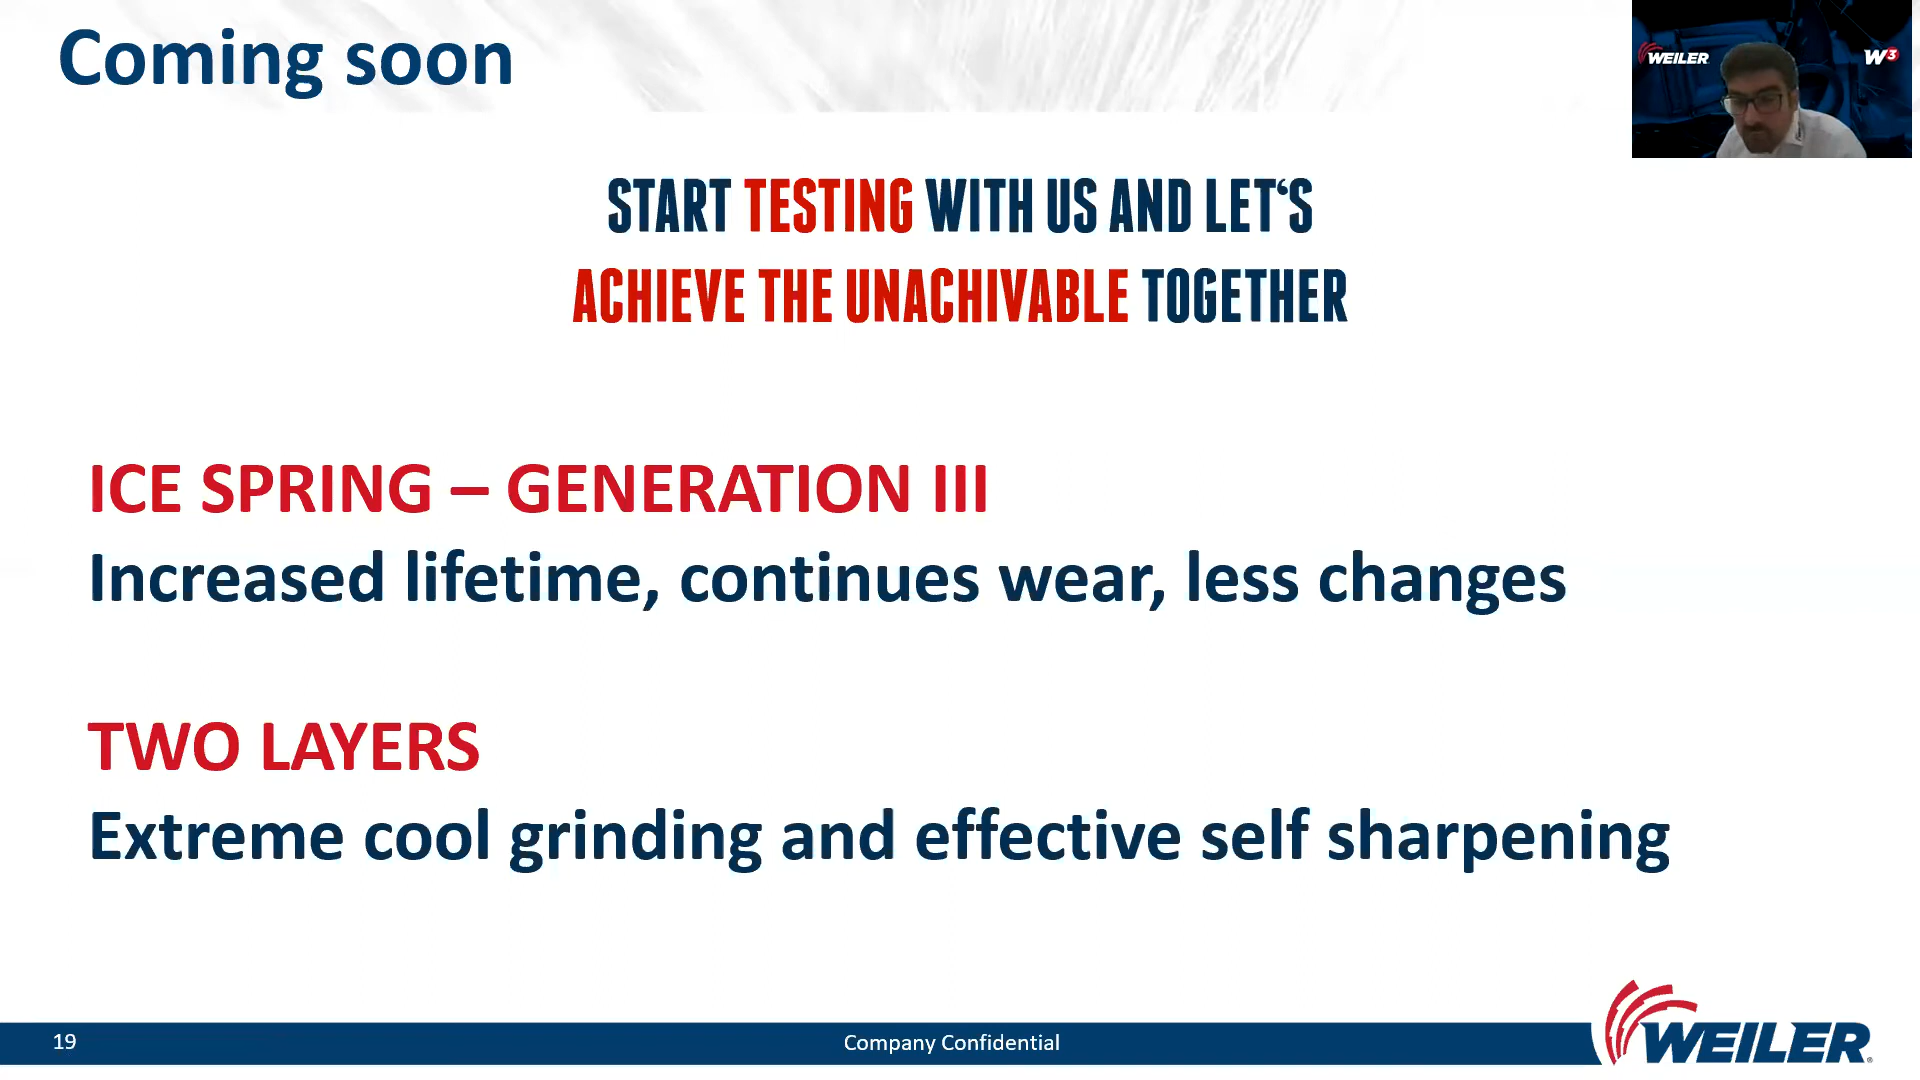 Coming soon
WEILER
W3
START TESTING WITH US AND LET‘S
ACHIEVE THE UNACHIVABLE TOGETHER
ICE SPRING – GENERATION III
Increased lifetime, continues wear, less changes
TWO LAYERS
Extreme cool grinding and effective self sharpening
19
Company Confidential
WEILER®